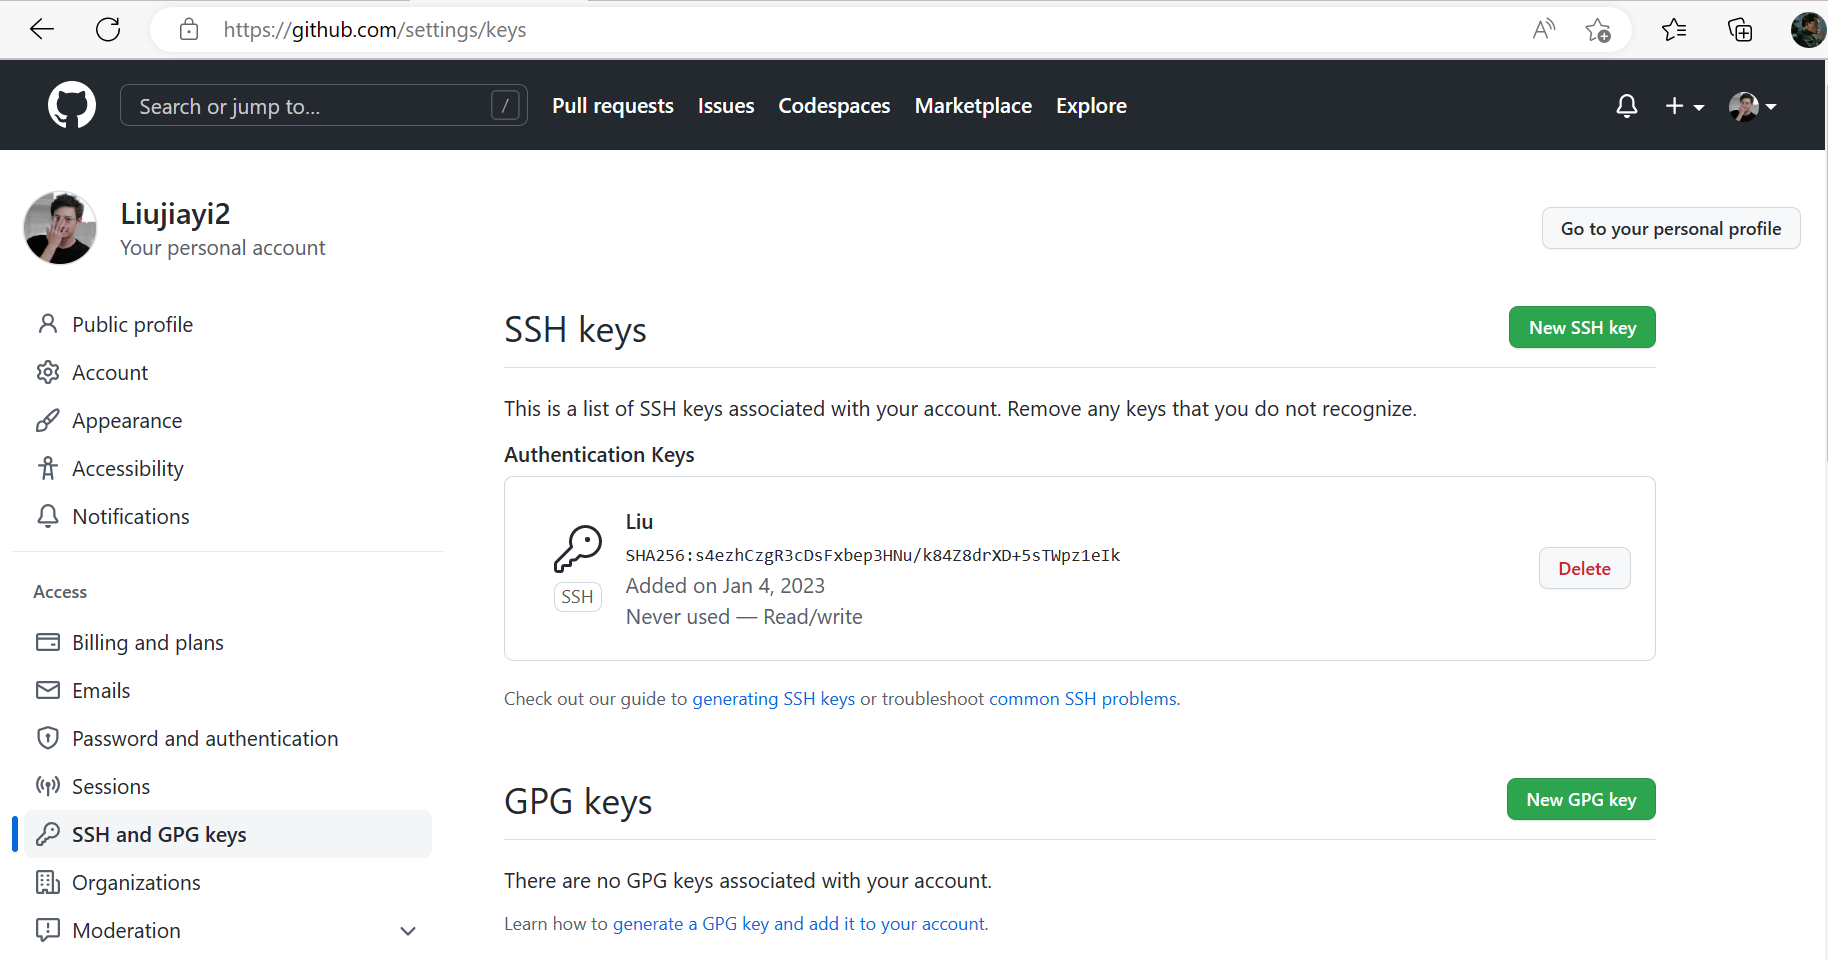 https://github.com/settings/keys
Search or jump to...
/
Pull requests
Issues
Codespaces
Marketplace
Explore
Liujiayi2
Your personal account
Go to your personal profile
Public profile
Account
Appearance
Accessibility
Notifications
Access
Billing and plans
Emails
Password and authentication
Sessions
SSH and GPG keys
Organizations
Moderation
SSH keys
New SSH key
This is a list of SSH keys associated with your account. Remove any keys that you do not recognize.
Authentication Keys
Liu
SHA256:s4ezhCzgR3cDsFxbep3HNu/k84Z8drXD+5sTWpz1eIk
SSH
Added on Jan 4, 2023
Never used — Read/write
Delete
Check out our guide to generating SSH keys or troubleshoot common SSH problems.
GPG keys
New GPG key
There are no GPG keys associated with your account.
Learn how to generate a GPG key and add it to your account.